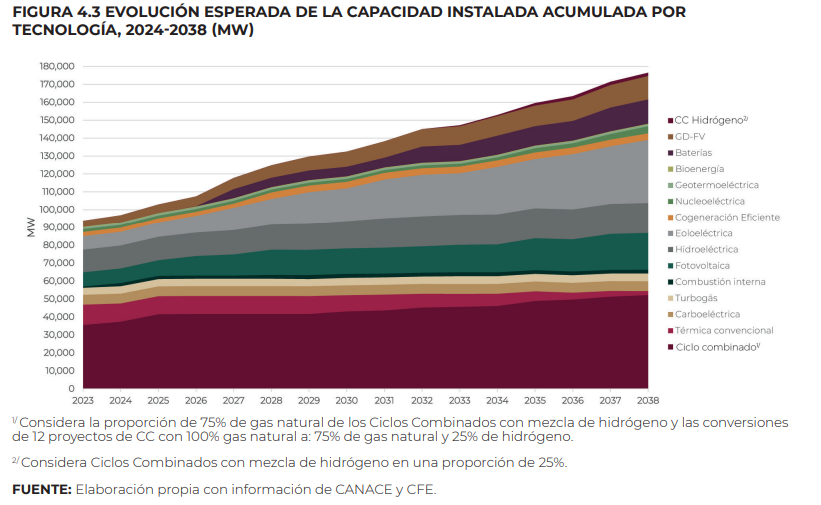 FIGURA 4.3 EVOLUCIÓN ESPERADA DE LA CAPACIDAD INSTALADA ACUMULADA POR
TECNOLOGÍA, 2024-2038 (MW)
180,000
170,000
160,000
150,000
140,000
130,000
120,000
110,000
100,000
90,000
80,000
70,000
60,000
50,000
40,000
30,000
20,000
10,000
0
MW
2023 2024 2025 2026 2027 2028 2029 2030 2031 2032 2033 2034 2035 2036 2037 2038
CC Hidrógeno2/
GD-FV
Baterías
Bioenergía
Geotermoeléctrica
Nucleoeléctrica
Cogeneración Eficiente
Eoloeléctrica
Hidroeléctrica
Fotovoltaica
Combustión interna
Turbogás
Carboeléctrica
Térmica convencional
Ciclo combinado1/
1/ Considera la proporción de 75% de gas natural de los Ciclos Combinados con mezcla de hidrógeno y las conversiones
de 12 proyectos de CC con 100% gas natural a: 75% de gas natural y 25% de hidrógeno.
2/ Considera Ciclos Combinados con mezcla de hidrógeno en una proporción de 25%.
FUENTE: Elaboración propia con información de CANACE y CFE.